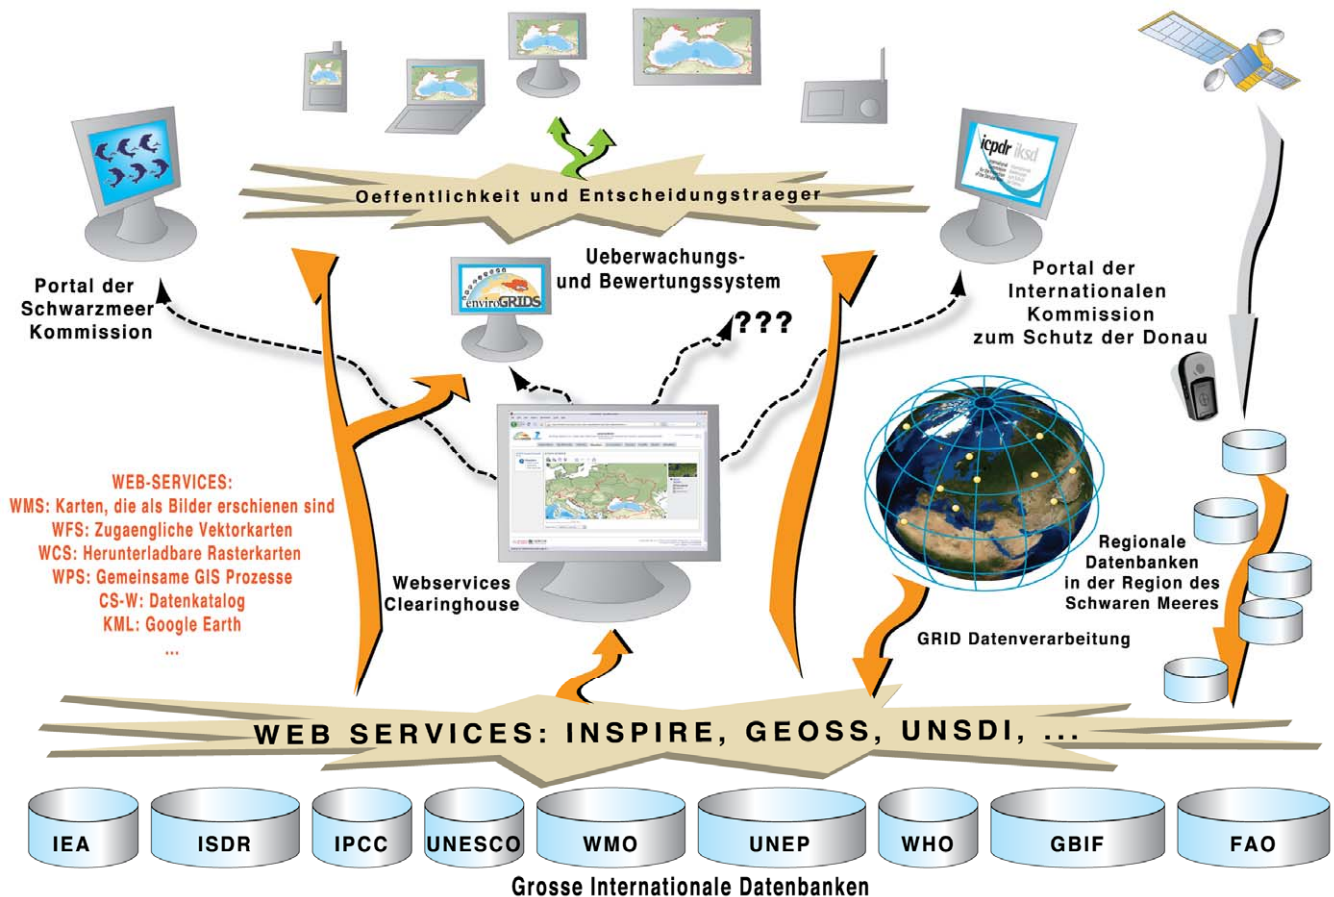 icpdr iksd
Oeffentlichkeit und Entscheidungstraeger
Ueberwachungs-
und Bewertungssystem
enviroGRIDS
???
Portal der
Schwarzmeer
Kommission
Portal der
Internationalen
Kommission
zum Schutz der Donau
WEB-SERVICES:
WMS: Karten, die als Bilder erschienen sind
WFS: Zugaengliche Vektorkarten
WCS: Herunterladbare Rasterkarten
WPS: Gemeinsame GIS Prozesse
CS-W: Datenkatalog
KML: Google Earth
...
Webservices
Clearinghouse
Regionale
Datenbanken
in der Region des
Schwaren Meeres
GRID Datenverarbeitung
WEB SERVICES: INSPIRE, GEOSS, UNSDI, ...
IEA
ISDR
IPCC
UNESCO
WMO
UNEP
WHO
GBIF
FAO
Grosse Internationale Datenbanken